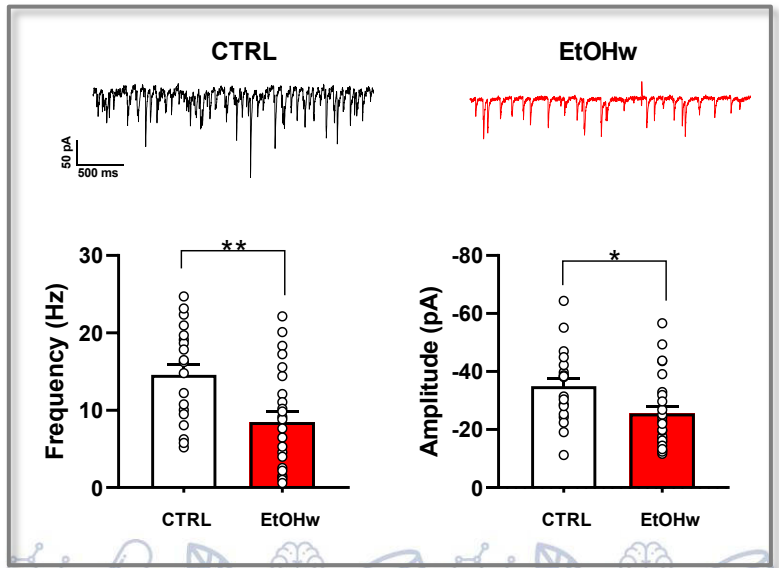 CTRL
EtOHw
50 pA
500 ms
**
30
20
10
0
Frequency (Hz)
CTRL
EtOHw
*
-80
-60
-40
-20
0
Amplitude (pA)
CTRL
EtOHw